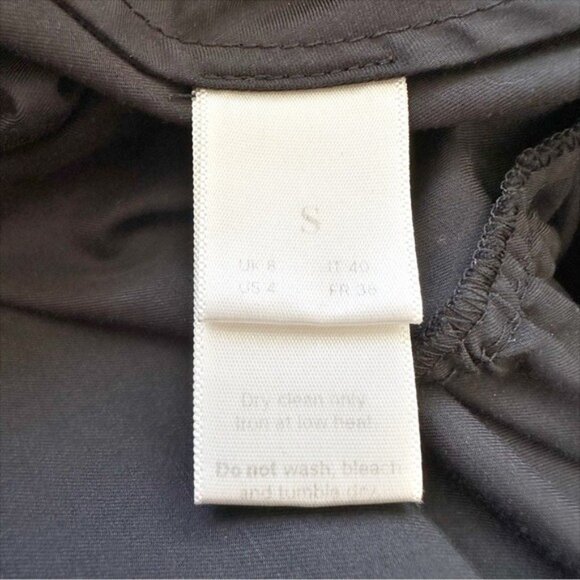 S
UK 8 IT 40
US 4 FR 36
Dry clean only
Iron at low heat
Do not wash, bleach
and tumble dry